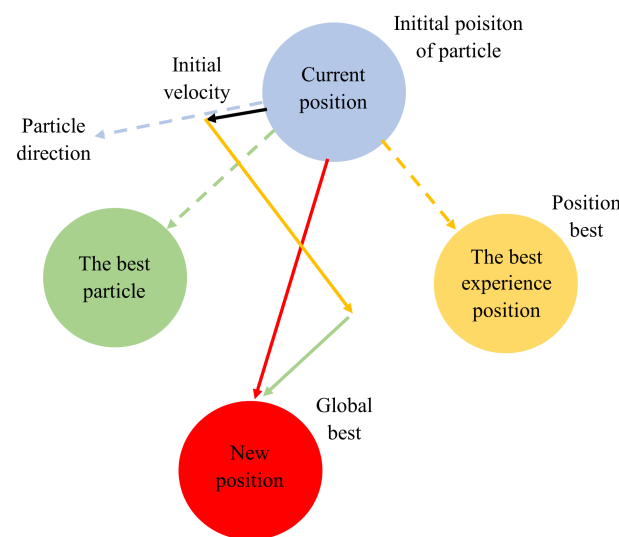 Initital poisiton
of particle
Initial
velocity
Current
position
Particle
direction
Position
best
The best
particle
The best
experience
position
Global
best
New
position